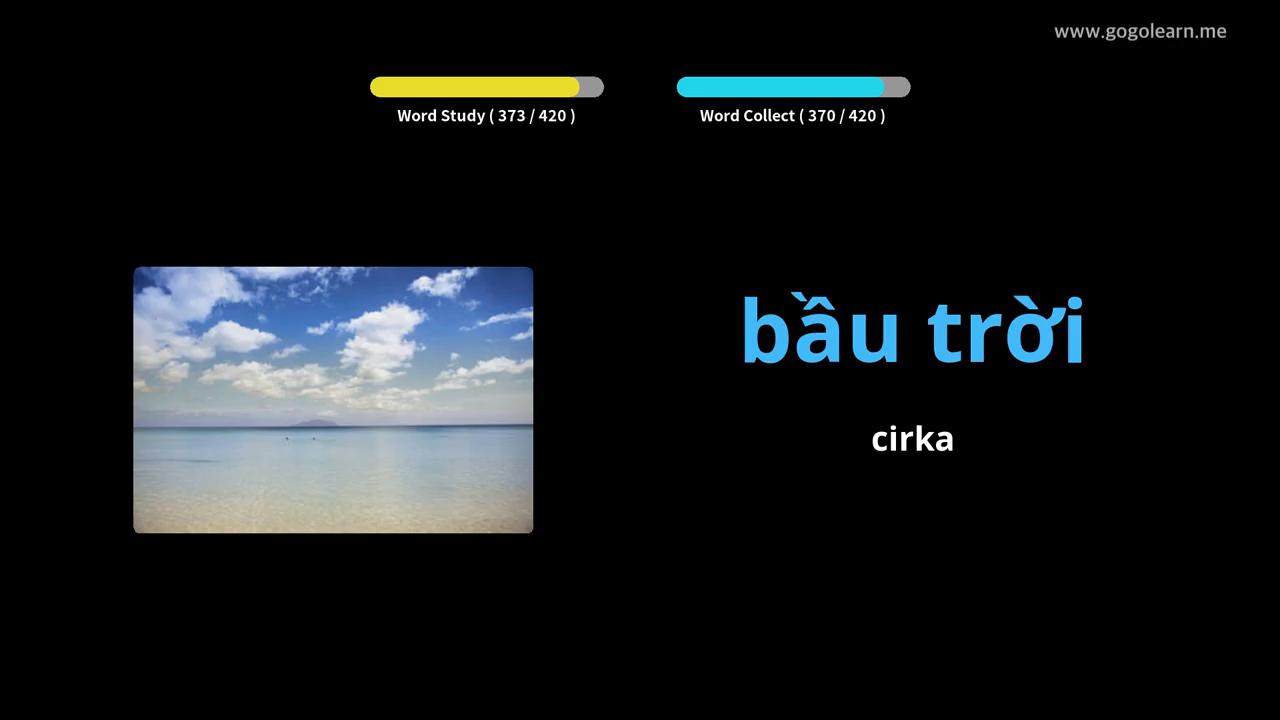 www.gogolearn.me
Word Study ( 373 / 420 )
Word Collect ( 370 / 420 )
bầu trời
cirka